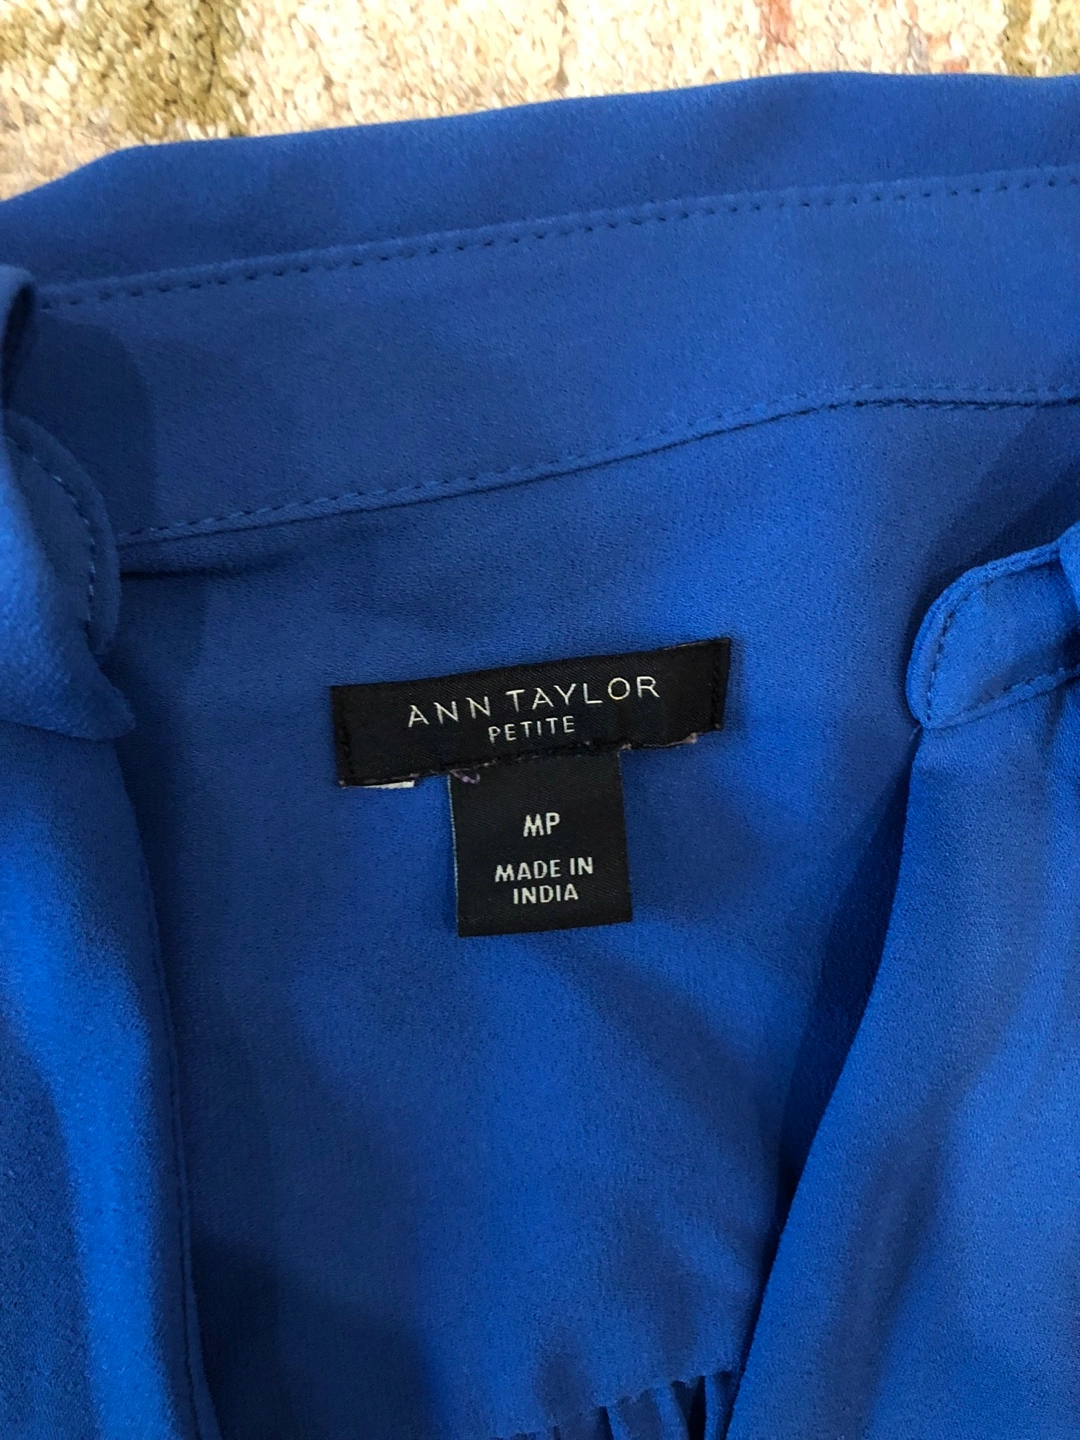 ANN TAYLOR
PETITE
MP
MADE IN
INDIA